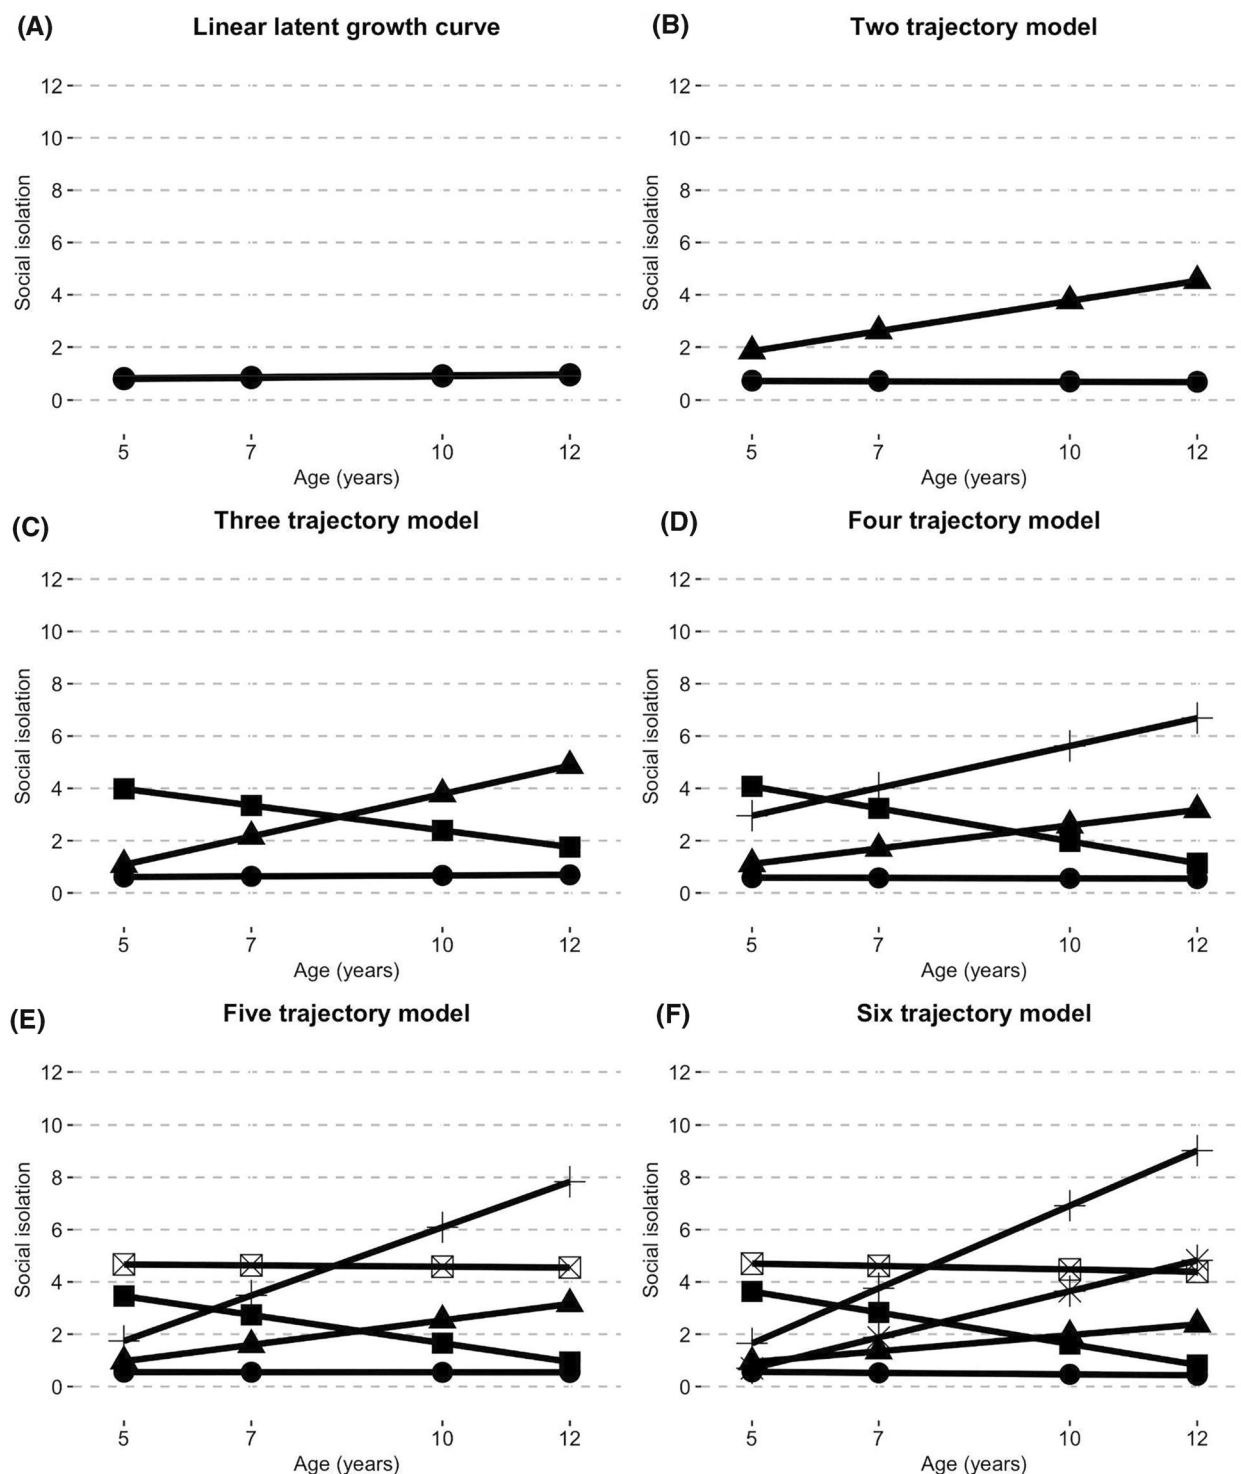 (A) Linear latent growth curve
12
10
8
6
4
2
0
Social isolation
5 7 10 12
Age (years)
(B) Two trajectory model
12
10
8
6
4
2
0
Social isolation
5 7 10 12
Age (years)
(C) Three trajectory model
12
10
8
6
4
2
0
Social isolation
5 7 10 12
Age (years)
(D) Four trajectory model
12
10
8
6
4
2
0
Social isolation
5 7 10 12
Age (years)
(E) Five trajectory model
12
10
8
6
4
2
0
Social isolation
5 7 10 12
Age (years)
(F) Six trajectory model
12
10
8
6
4
2
0
Social isolation
5 7 10 12
Age (years)